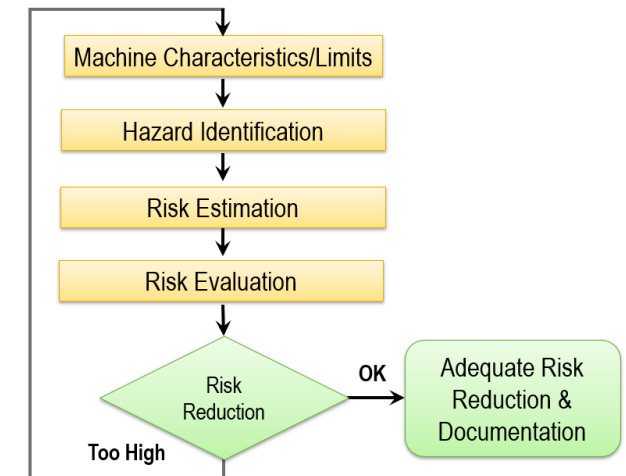 Machine Characteristics/Limits
Hazard Identification
Risk Estimation
Risk Evaluation
Risk
Reduction
OK
Adequate Risk
Reduction &
Documentation
Too High